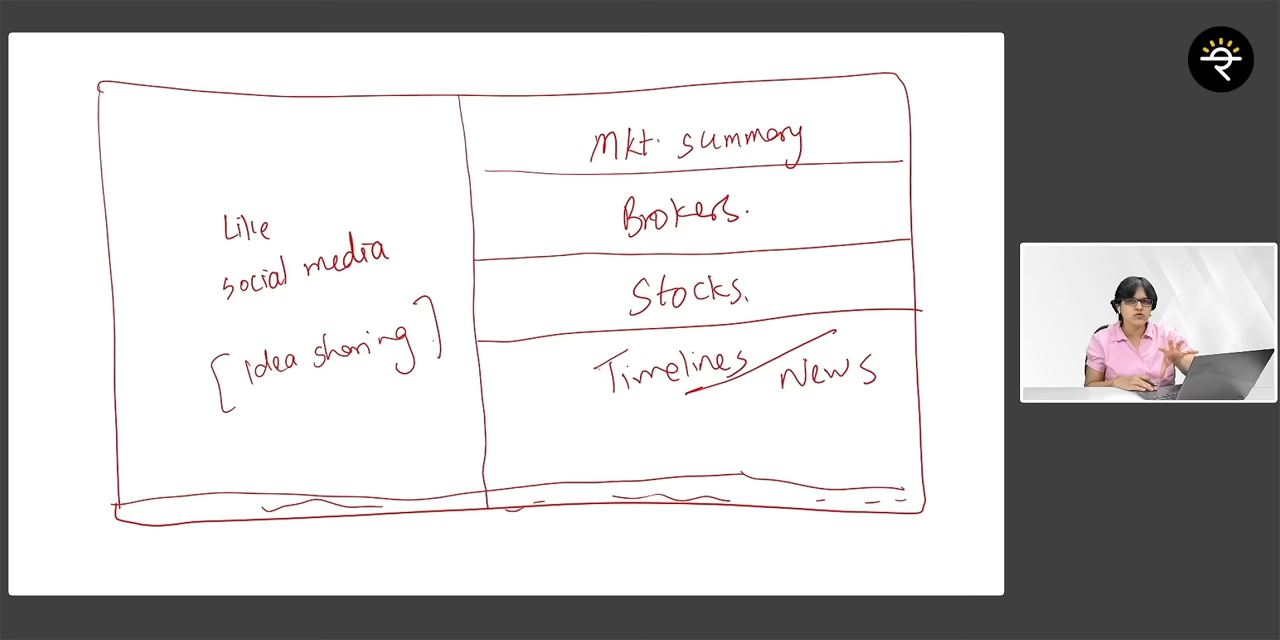 Like
social media
[idea sharing]
Mkt. summary
Brokers.
Stocks.
Timelines / News